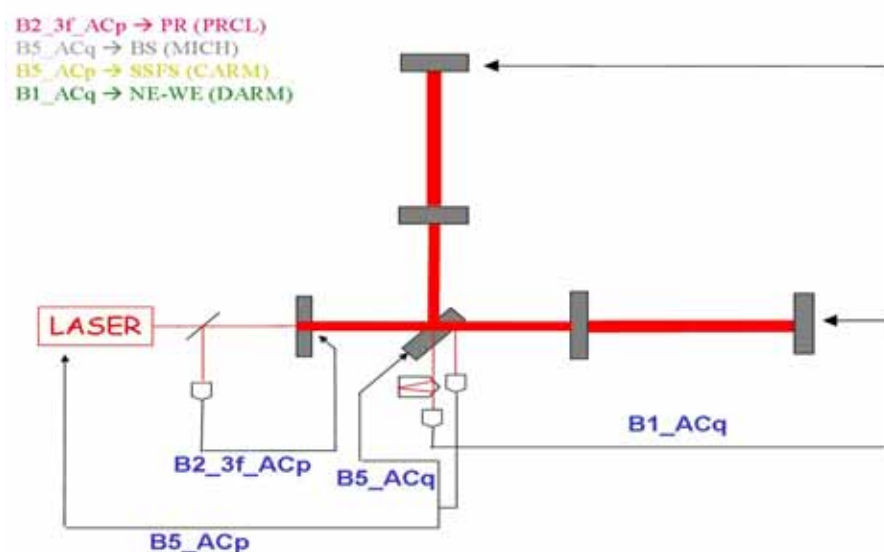 B2_3f_ACp → PR (PRCL)
B5_ACq → BS (MICH)
B5_ACp → SSFS (CARM)
B1_ACq → NE-WE (DARM)
LASER
B1_ACq
B2_3f_ACp
B5_ACq
B5_ACp